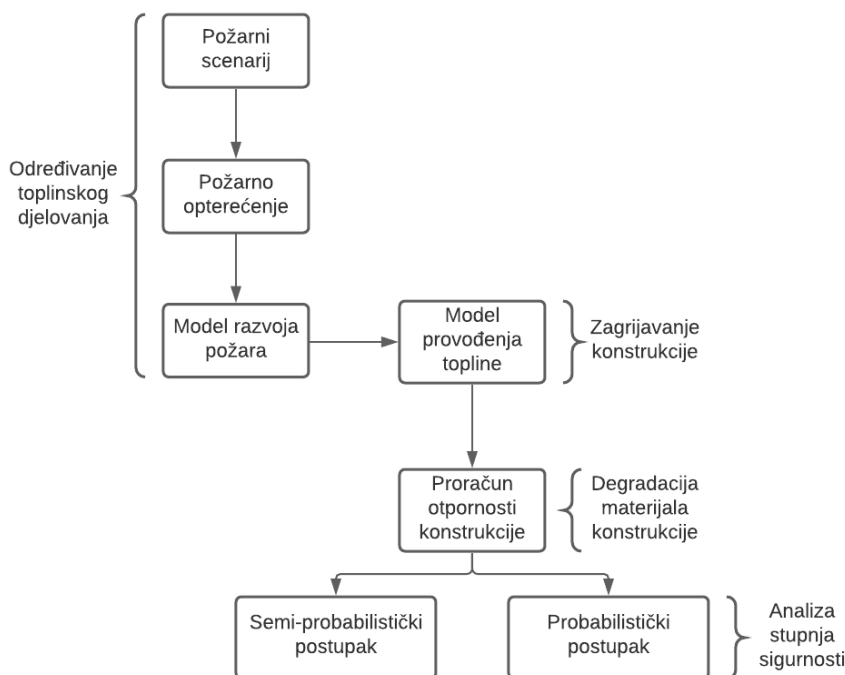 Požarni
scenarij
Određivanje
toplinskog
djelovanja
Požarno
opterećenje
Model razvoja
požara
Model
provođenja
topline
Zagrijavanje
konstrukcije
Proračun
otpornosti
konstrukcije
Degradacija
materijala
konstrukcije
Semi-probabilistički
postupak
Probabilistički
postupak
Analiza
stupnja
sigurnosti